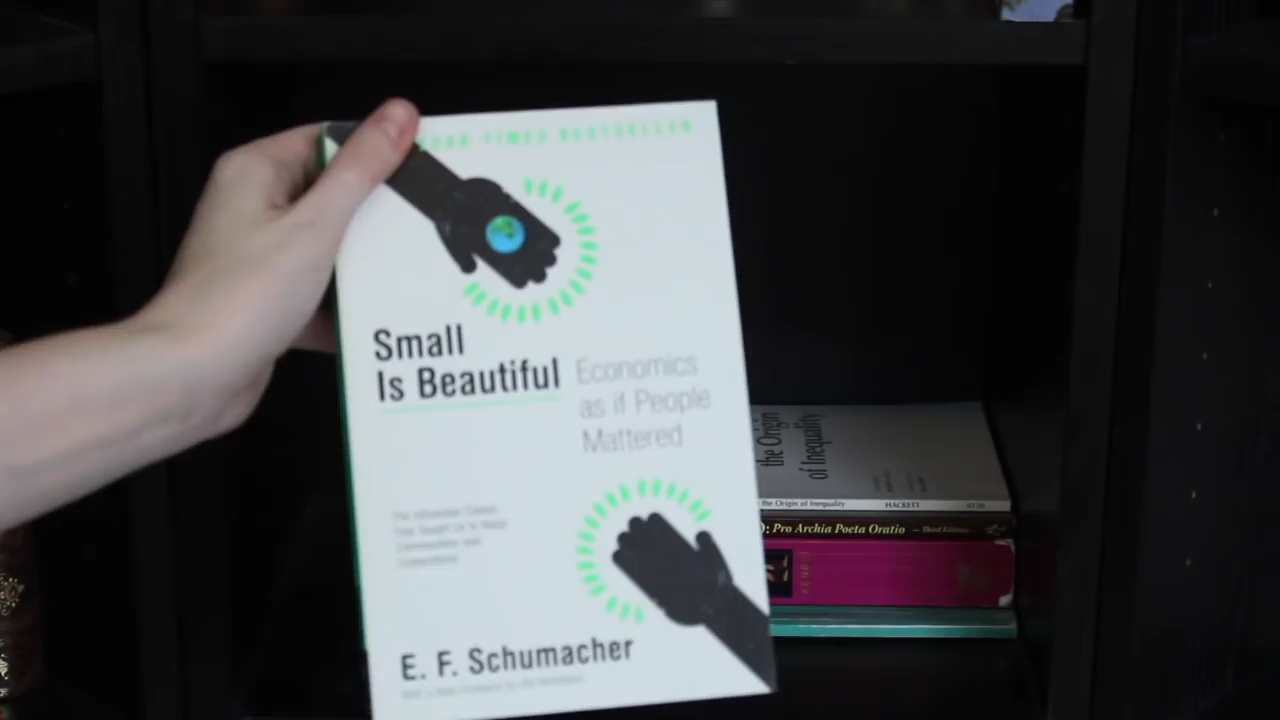 YORK TIMES BESTSELLER
Small
Is Beautiful
Economics
as if People
Mattered
E. F. Schumacher
the Origin
of Inequality
the Origin of Inequality HACKETT
; Pro Archia Poeta Oratio – Third Edition
PENGUIN